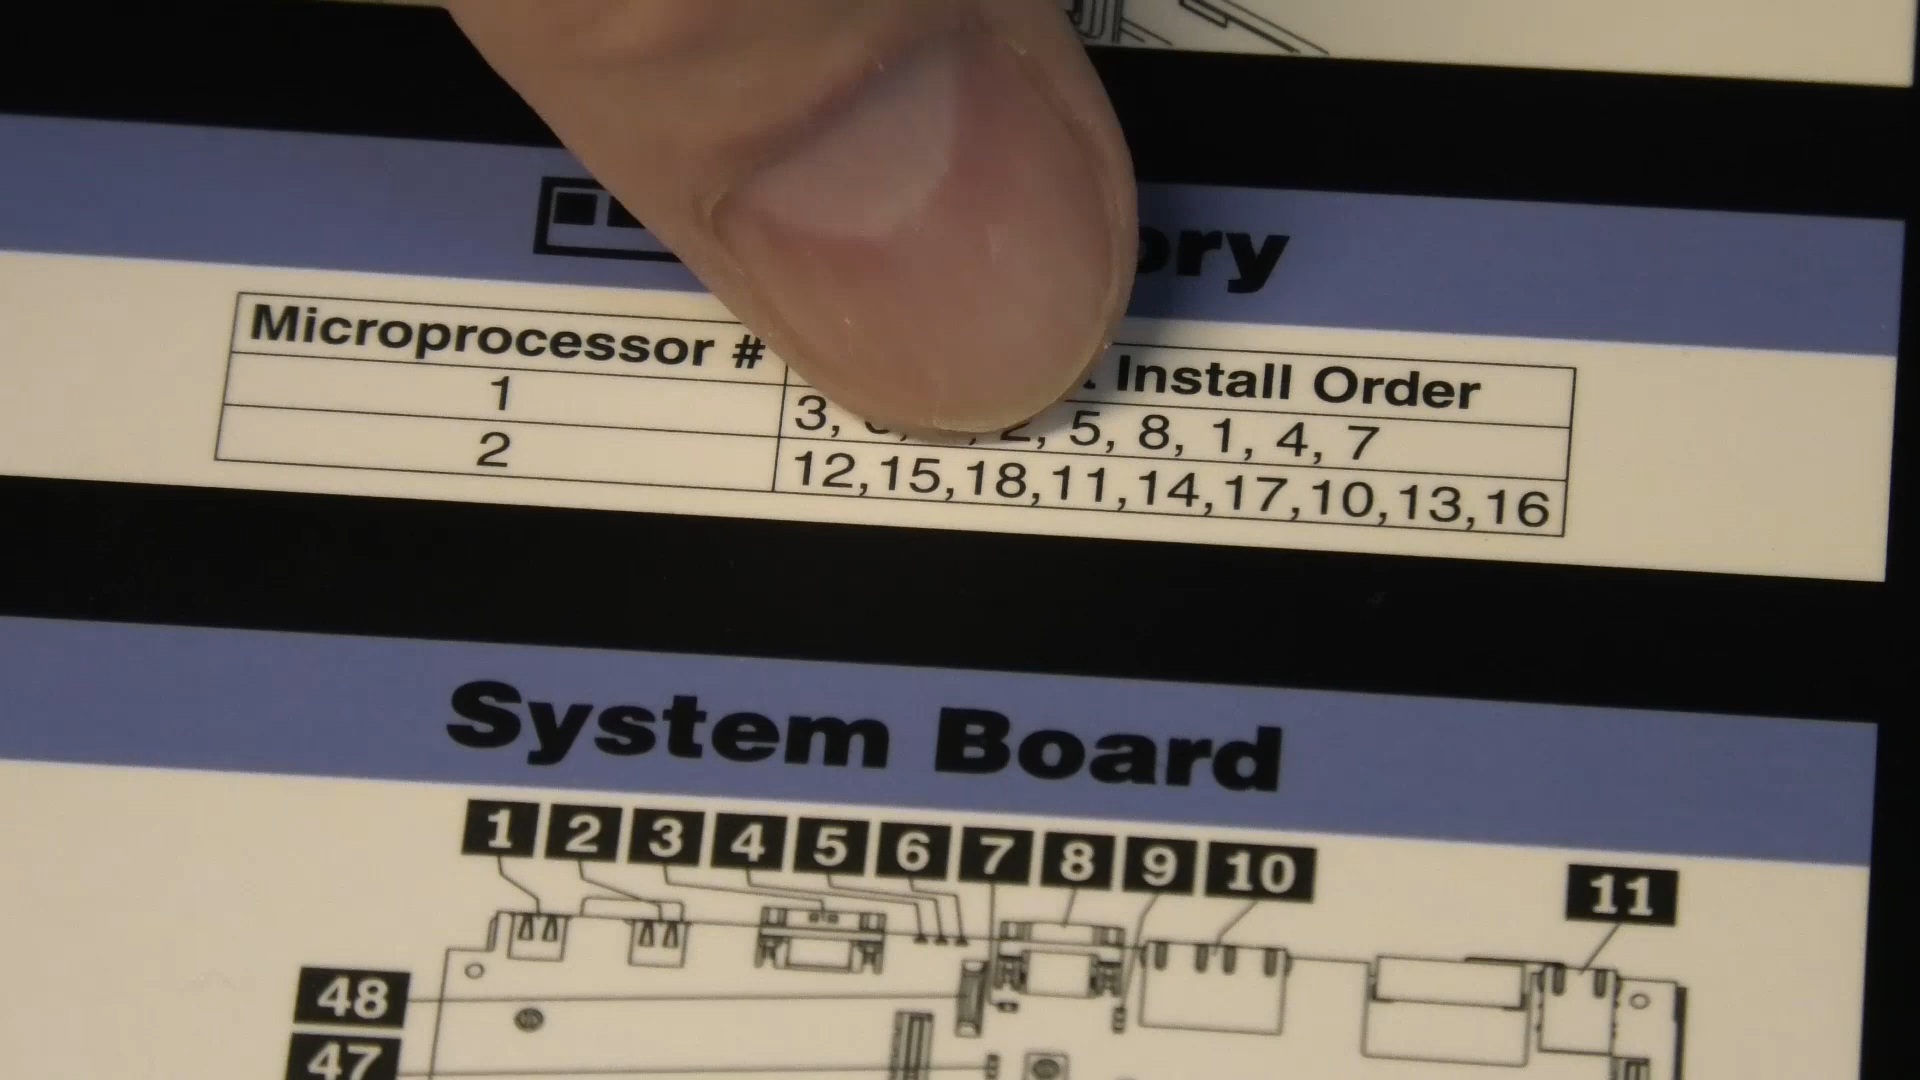 Microprocessor # Install Order
1 3, 2, 5, 8, 1, 4, 7
2 12,15,18,11,14,17,10,13,16
System Board
1 2 3 4 5 6 7 8 9 10 11
48
47